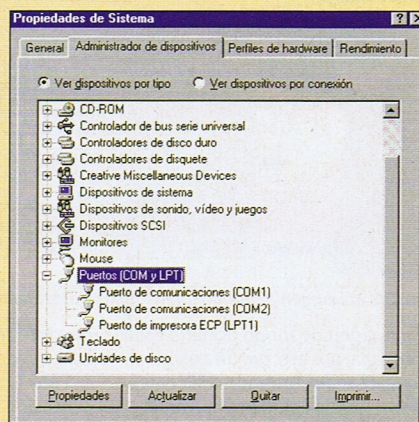 Propiedades de Sistema
General Administrador de dispositivos Perfiles de hardware Rendimiento
Ver dispositivos por tipo Ver dispositivos por conexión
CD-ROM
Controlador de bus serie universal
Controladores de disco duro
Controladores de disquete
Creative Miscellaneous Devices
Dispositivos de sistema
Dispositivos de sonido, vídeo y juegos
Dispositivos SCSI
Monitores
Mouse
Puertos (COM y LPT)
Puerto de comunicaciones (COM1)
Puerto de comunicaciones (COM2)
Puerto de impresora ECP (LPT1)
Teclado
Unidades de disco
Propiedades Actualizar Quitar Imprimir...